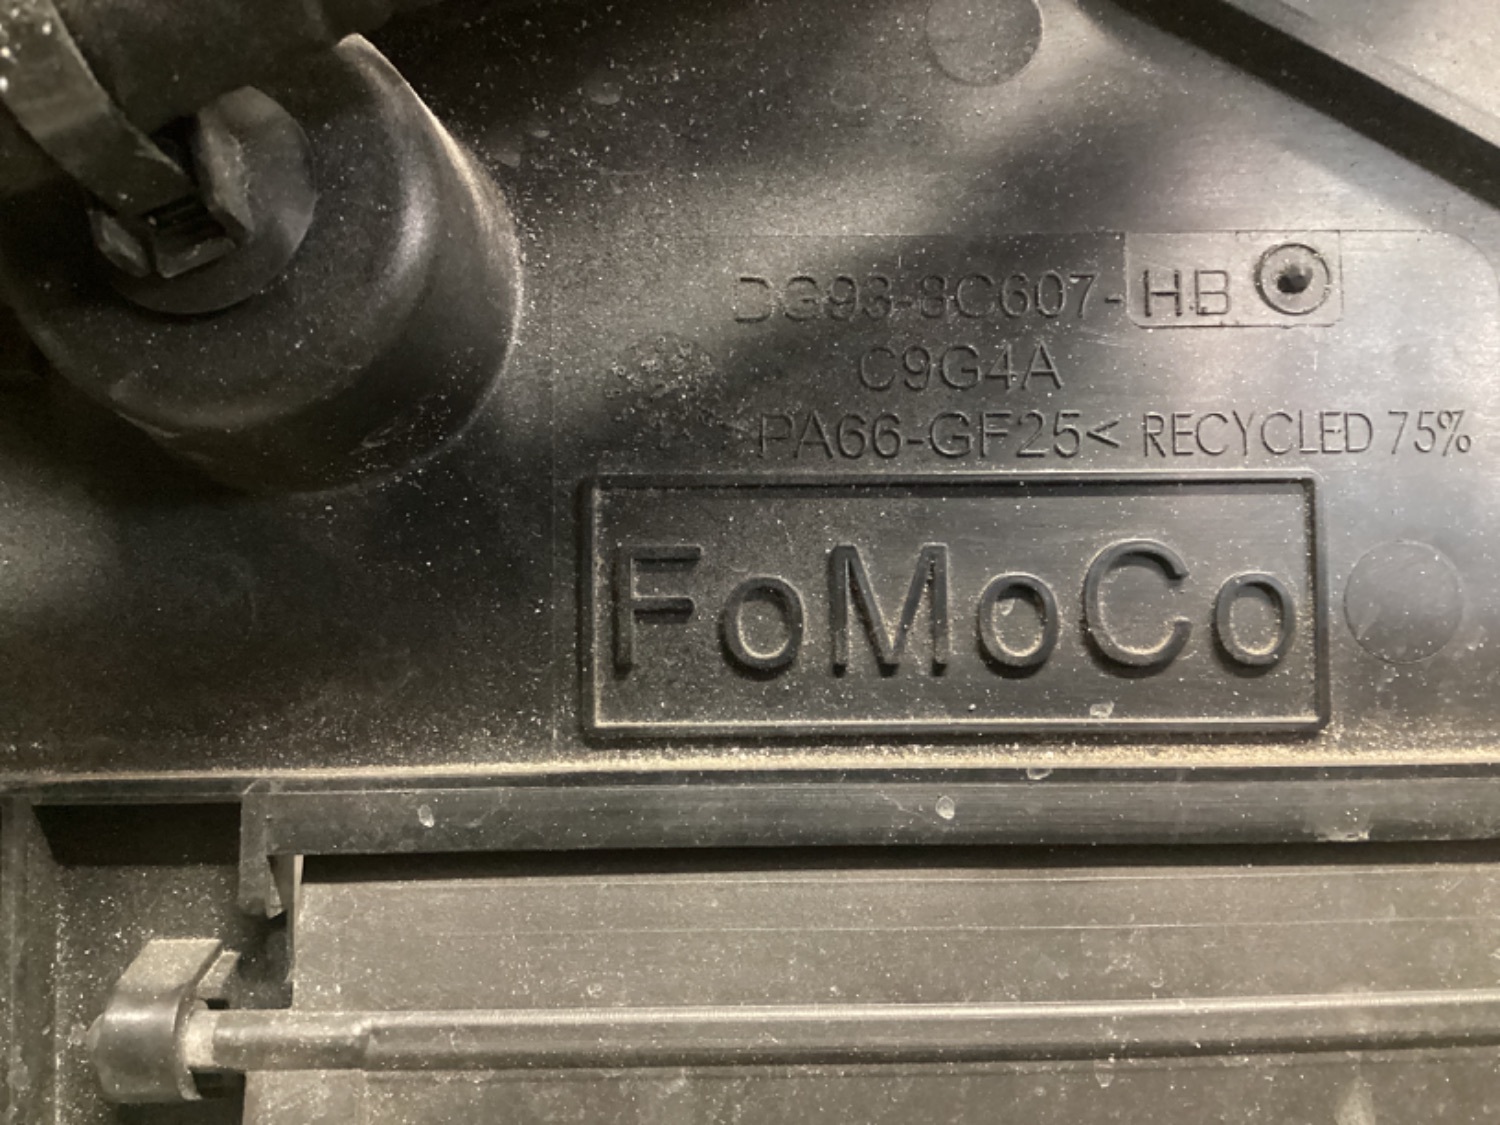 DG93-8C607-HB
C9G4A
>PA66-GF25< RECYCLED 75%
FoMoCo